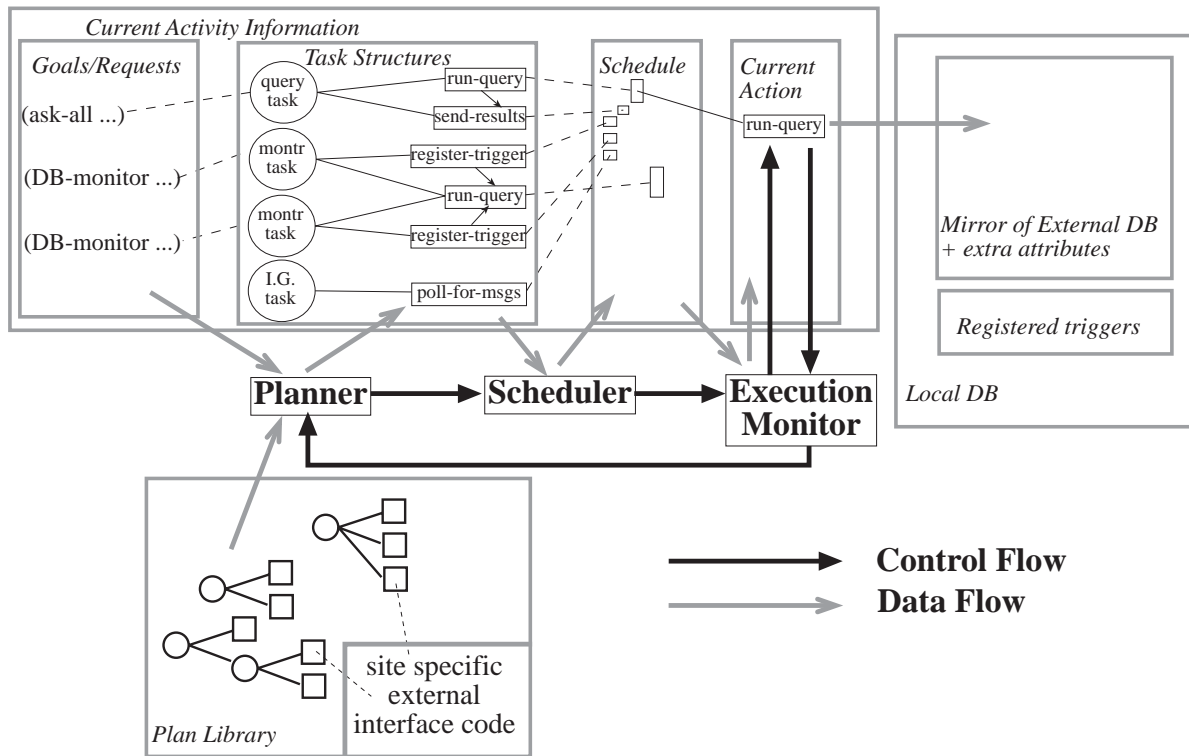 Current Activity Information
Goals/Requests
(ask-all ...)
(DB-monitor ...)
(DB-monitor ...)
Task Structures
query
task
montr
task
montr
task
I.G.
task
run-query
send-results
register-trigger
run-query
register-trigger
poll-for-msgs
Schedule
Current
Action
run-query
Mirror of External DB
+ extra attributes
Registered triggers
Local DB
Planner
Scheduler
Execution
Monitor
Control Flow
Data Flow
site specific
external
interface code
Plan Library